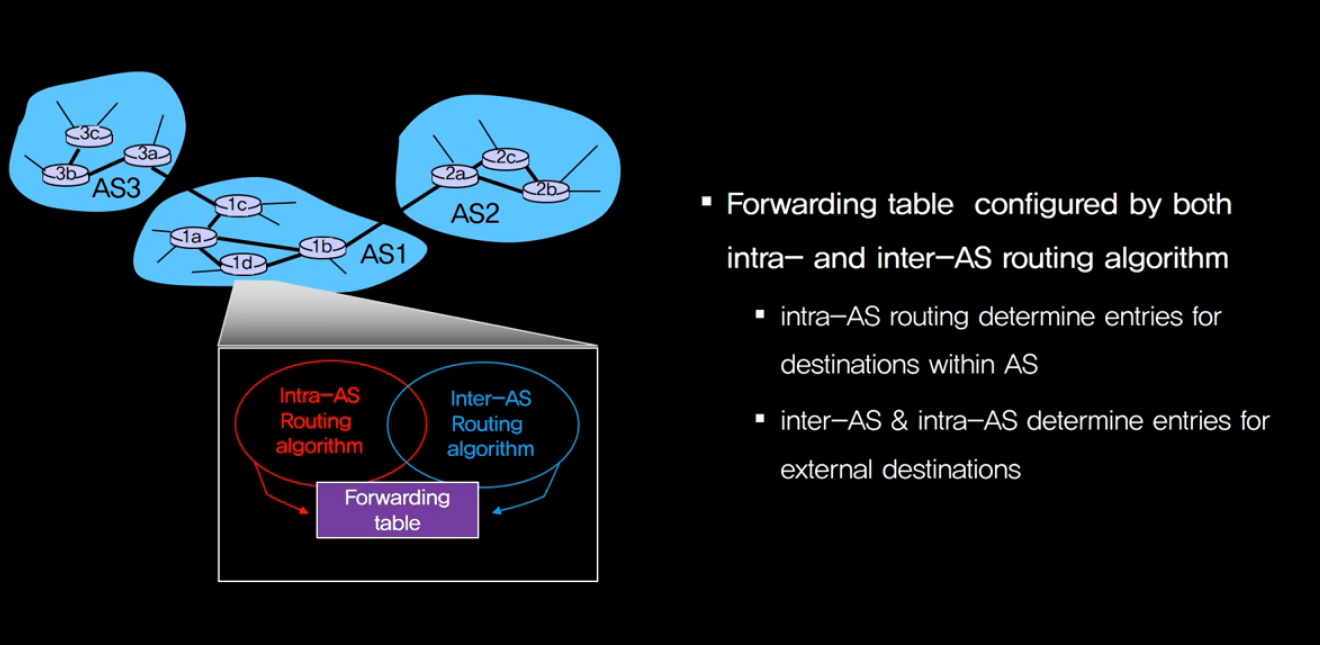 3c
3a
3b
AS3
2c
2a
2b
AS2
1c
1a
1b
AS1
1d
Intra–AS
Routing
algorithm
Inter–AS
Routing
algorithm
Forwarding
table
▪ Forwarding table configured by both
intra– and inter–AS routing algorithm
▪ intra–AS routing determine entries for
destinations within AS
▪ inter–AS & intra–AS determine entries for
external destinations